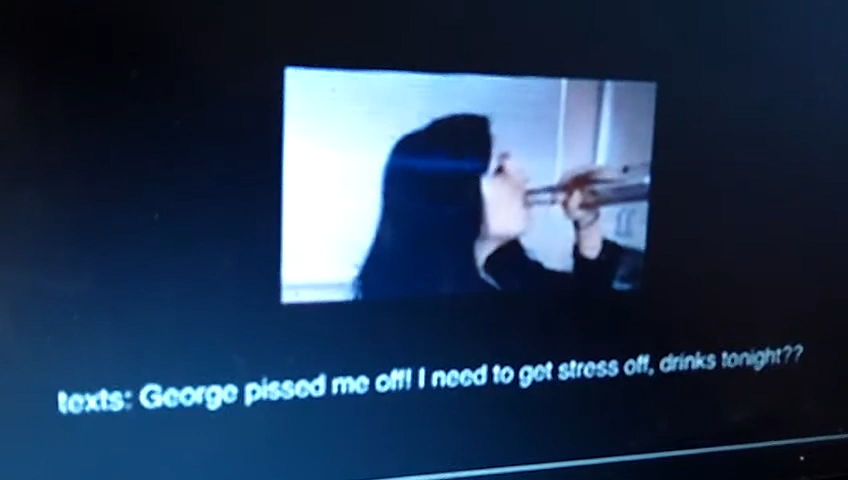 texts: George pissed me off! I need to get stress off, drinks tonight??